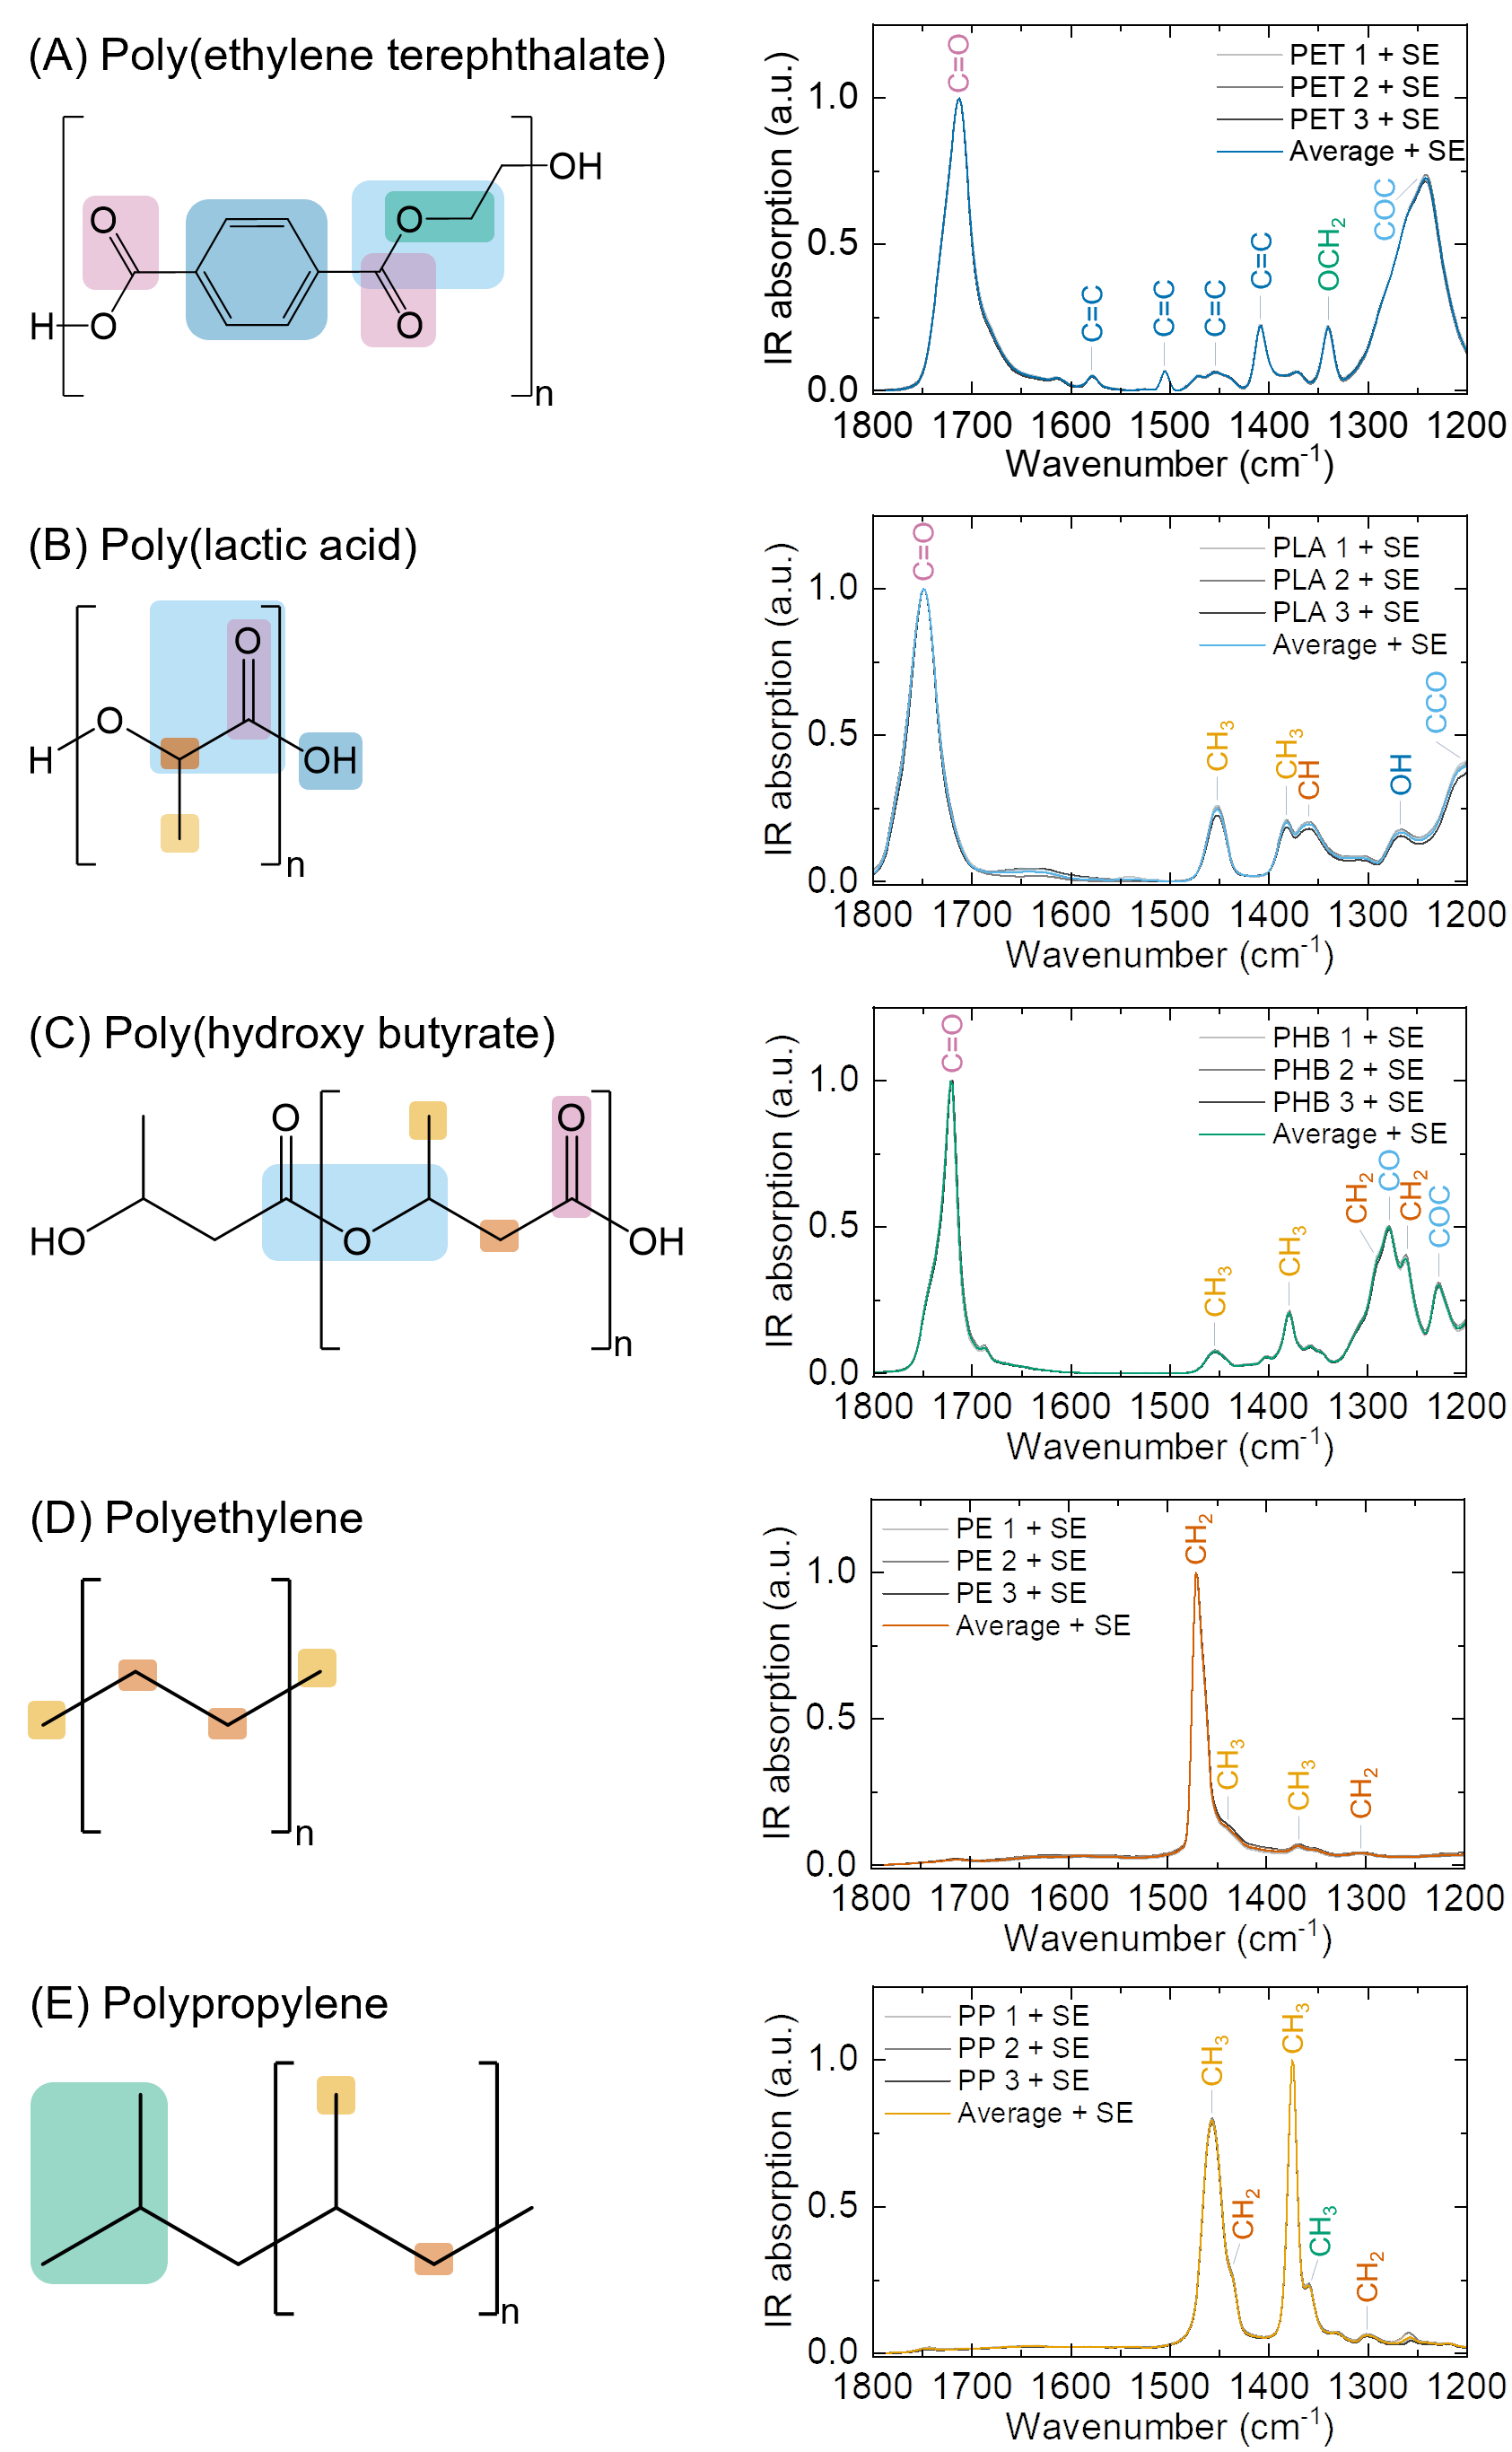 (A) Poly(ethylene terephthalate)
O
O
OH
H
O
O
n
C=O
PET 1 + SE
PET 2 + SE
PET 3 + SE
Average + SE
COC
C=C
C=C
C=C
C=C
OCH2
IR absorption (a.u.)
1.0
0.5
0.0
1800 1700 1600 1500 1400 1300 1200
Wavenumber (cm-1)
(B) Poly(lactic acid)
O
O
H
OH
n
C=O
PLA 1 + SE
PLA 2 + SE
PLA 3 + SE
Average + SE
CH3
CH3
CH
OH
CCO
IR absorption (a.u.)
1.0
0.5
0.0
1800 1700 1600 1500 1400 1300 1200
Wavenumber (cm-1)
(C) Poly(hydroxy butyrate)
O
O
HO
O
OH
n
C=O
PHB 1 + SE
PHB 2 + SE
PHB 3 + SE
Average + SE
CH3
CH3
CH2
CO
CH2
COC
IR absorption (a.u.)
1.0
0.5
0.0
1800 1700 1600 1500 1400 1300 1200
Wavenumber (cm-1)
(D) Polyethylene
n
PE 1 + SE
PE 2 + SE
PE 3 + SE
Average + SE
CH2
CH3
CH3
CH2
IR absorption (a.u.)
1.0
0.5
0.0
1800 1700 1600 1500 1400 1300 1200
Wavenumber (cm-1)
(E) Polypropylene
n
PP 1 + SE
PP 2 + SE
PP 3 + SE
Average + SE
CH3
CH2
CH3
CH3
CH2
IR absorption (a.u.)
1.0
0.5
0.0
1800 1700 1600 1500 1400 1300 1200
Wavenumber (cm-1)